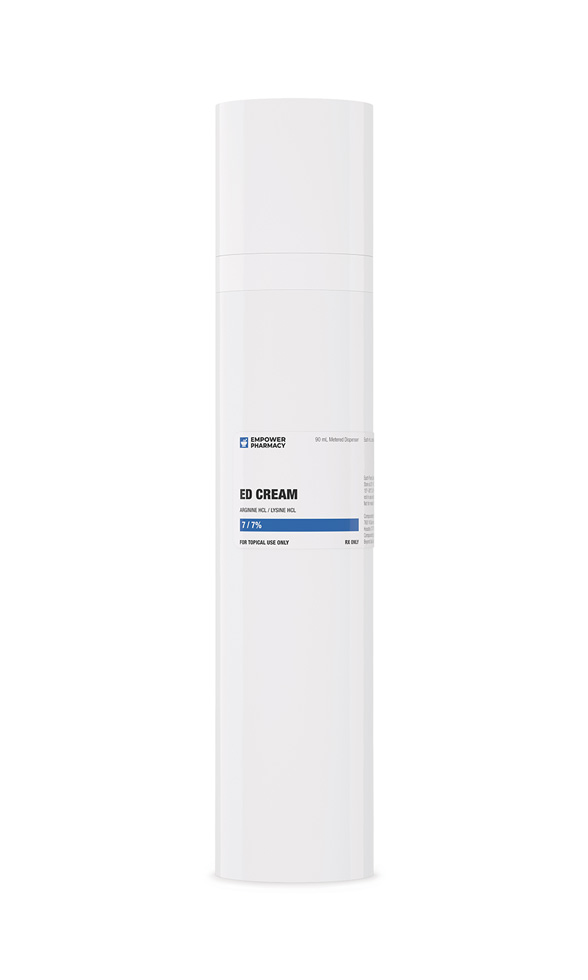 EMPOWER
PHARMACY
90 mL Metered Dispenser
ED CREAM
ARGININE HCL / LYSINE HCL
7 / 7%
FOR TOPICAL USE ONLY
RX ONLY